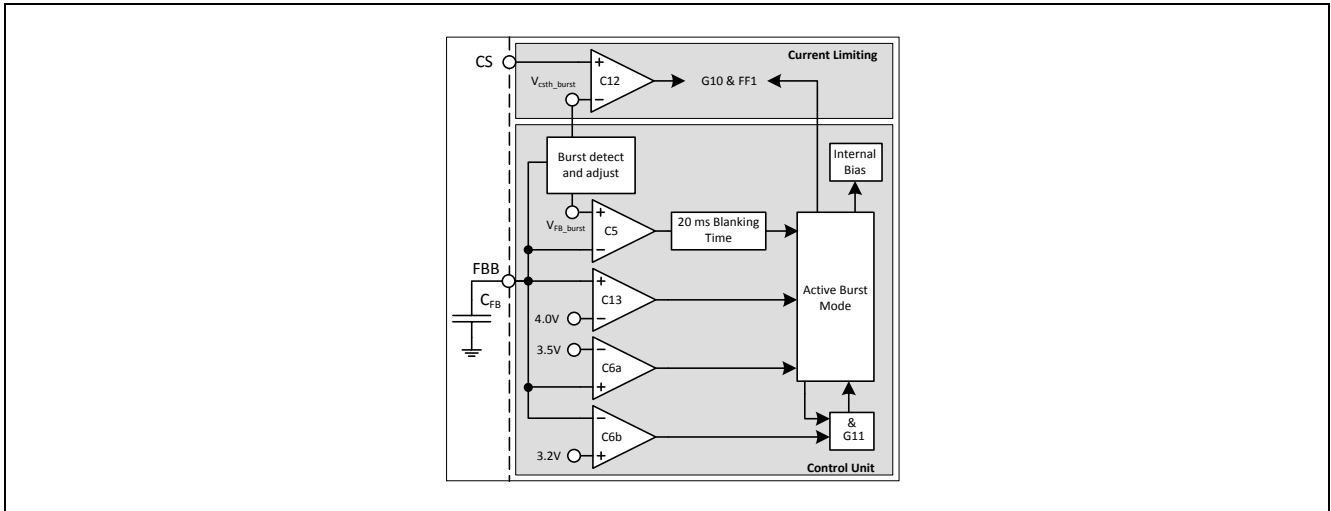 Current Limiting
CS
+
C12
−
G10 & FF1
Vcsth_burst
Burst detect
and adjust
Internal
Bias
VFB_burst
+
C5
−
20 ms Blanking
Time
FBB
CFB
+
C13
−
4.0V
Active Burst
Mode
3.5V
−
C6a
+
−
C6b
+
3.2V
&
G11
Control Unit